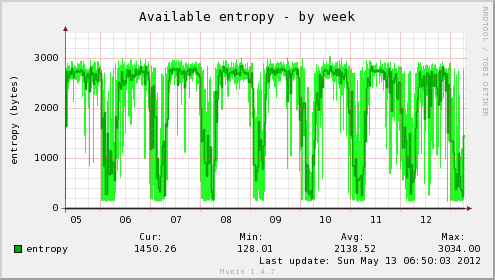 Available entropy - by week
RRDTOOL / TOBI OETIKER
entropy (bytes)
3000
2000
1000
0
05 06 07 08 09 10 11 12
Cur: Min: Avg: Max:
entropy 1450.26 128.01 2138.52 3034.00
Last update: Sun May 13 06:50:03 2012
Munin 1.4.7